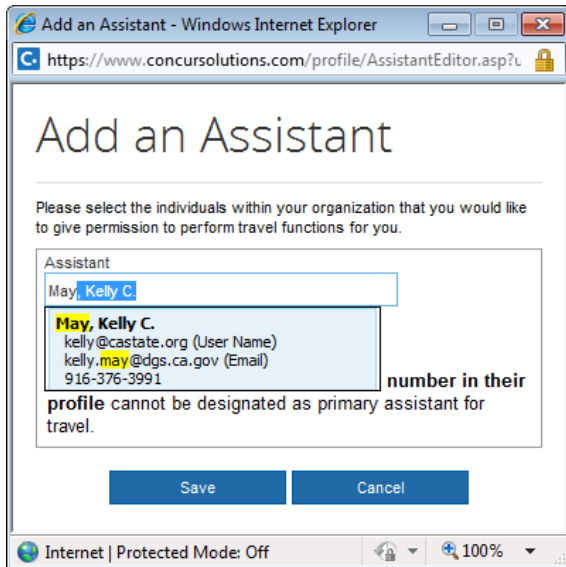 Add an Assistant - Windows Internet Explorer
https://www.concursolutions.com/profile/AssistantEditor.asp?u
Add an Assistant
Please select the individuals within your organization that you would like
to give permission to perform travel functions for you.
Assistant
May, Kelly C.
May, Kelly C.
kelly@castate.org (User Name)
kelly.may@dgs.ca.gov (Email)
916-376-3991
number in their
profile cannot be designated as primary assistant for
travel.
Save Cancel
Internet | Protected Mode: Off 100%